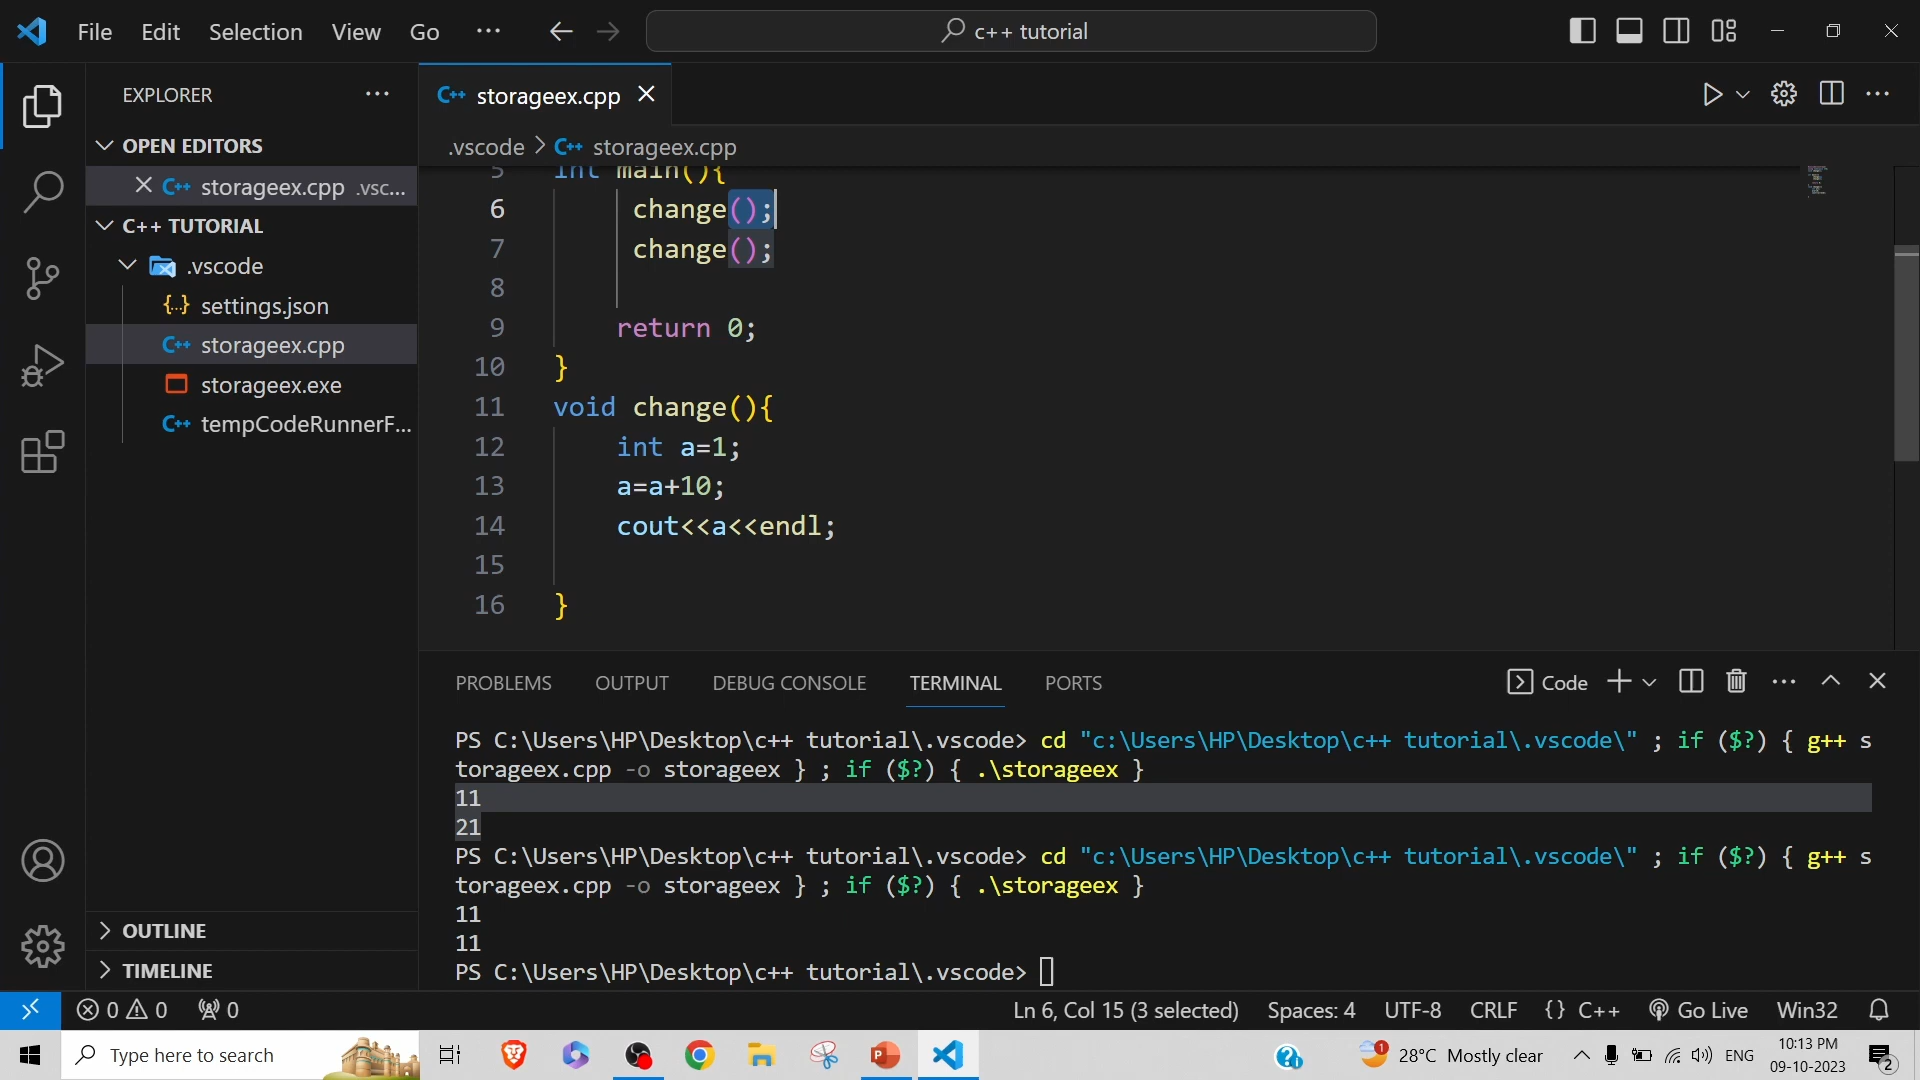 File Edit Selection View Go ··· c++ tutorial
EXPLORER ···
OPEN EDITORS
storageex.cpp .vsc...
C++ TUTORIAL
.vscode
settings.json
storageex.cpp
storageex.exe
tempCodeRunnerF...
OUTLINE
TIMELINE
storageex.cpp
.vscode > storageex.cpp
5 int main(){
6 change();
7 change();
8
9 return 0;
10 }
11 void change(){
12 int a=1;
13 a=a+10;
14 cout<<a<<endl;
15
16 }
PROBLEMS OUTPUT DEBUG CONSOLE TERMINAL PORTS Code
PS C:\Users\HP\Desktop\c++ tutorial\.vscode> cd "c:\Users\HP\Desktop\c++ tutorial\.vscode\" ; if ($?) { g++ s
torageex.cpp -o storageex } ; if ($?) { .\storageex }
11
21
PS C:\Users\HP\Desktop\c++ tutorial\.vscode> cd "c:\Users\HP\Desktop\c++ tutorial\.vscode\" ; if ($?) { g++ s
torageex.cpp -o storageex } ; if ($?) { .\storageex }
11
11
PS C:\Users\HP\Desktop\c++ tutorial\.vscode>
0 0 0 Ln 6, Col 15 (3 selected) Spaces: 4 UTF-8 CRLF {} C++ Go Live Win32
Type here to search 1 28°C Mostly clear ENG 10:13 PM
09-10-2023 2